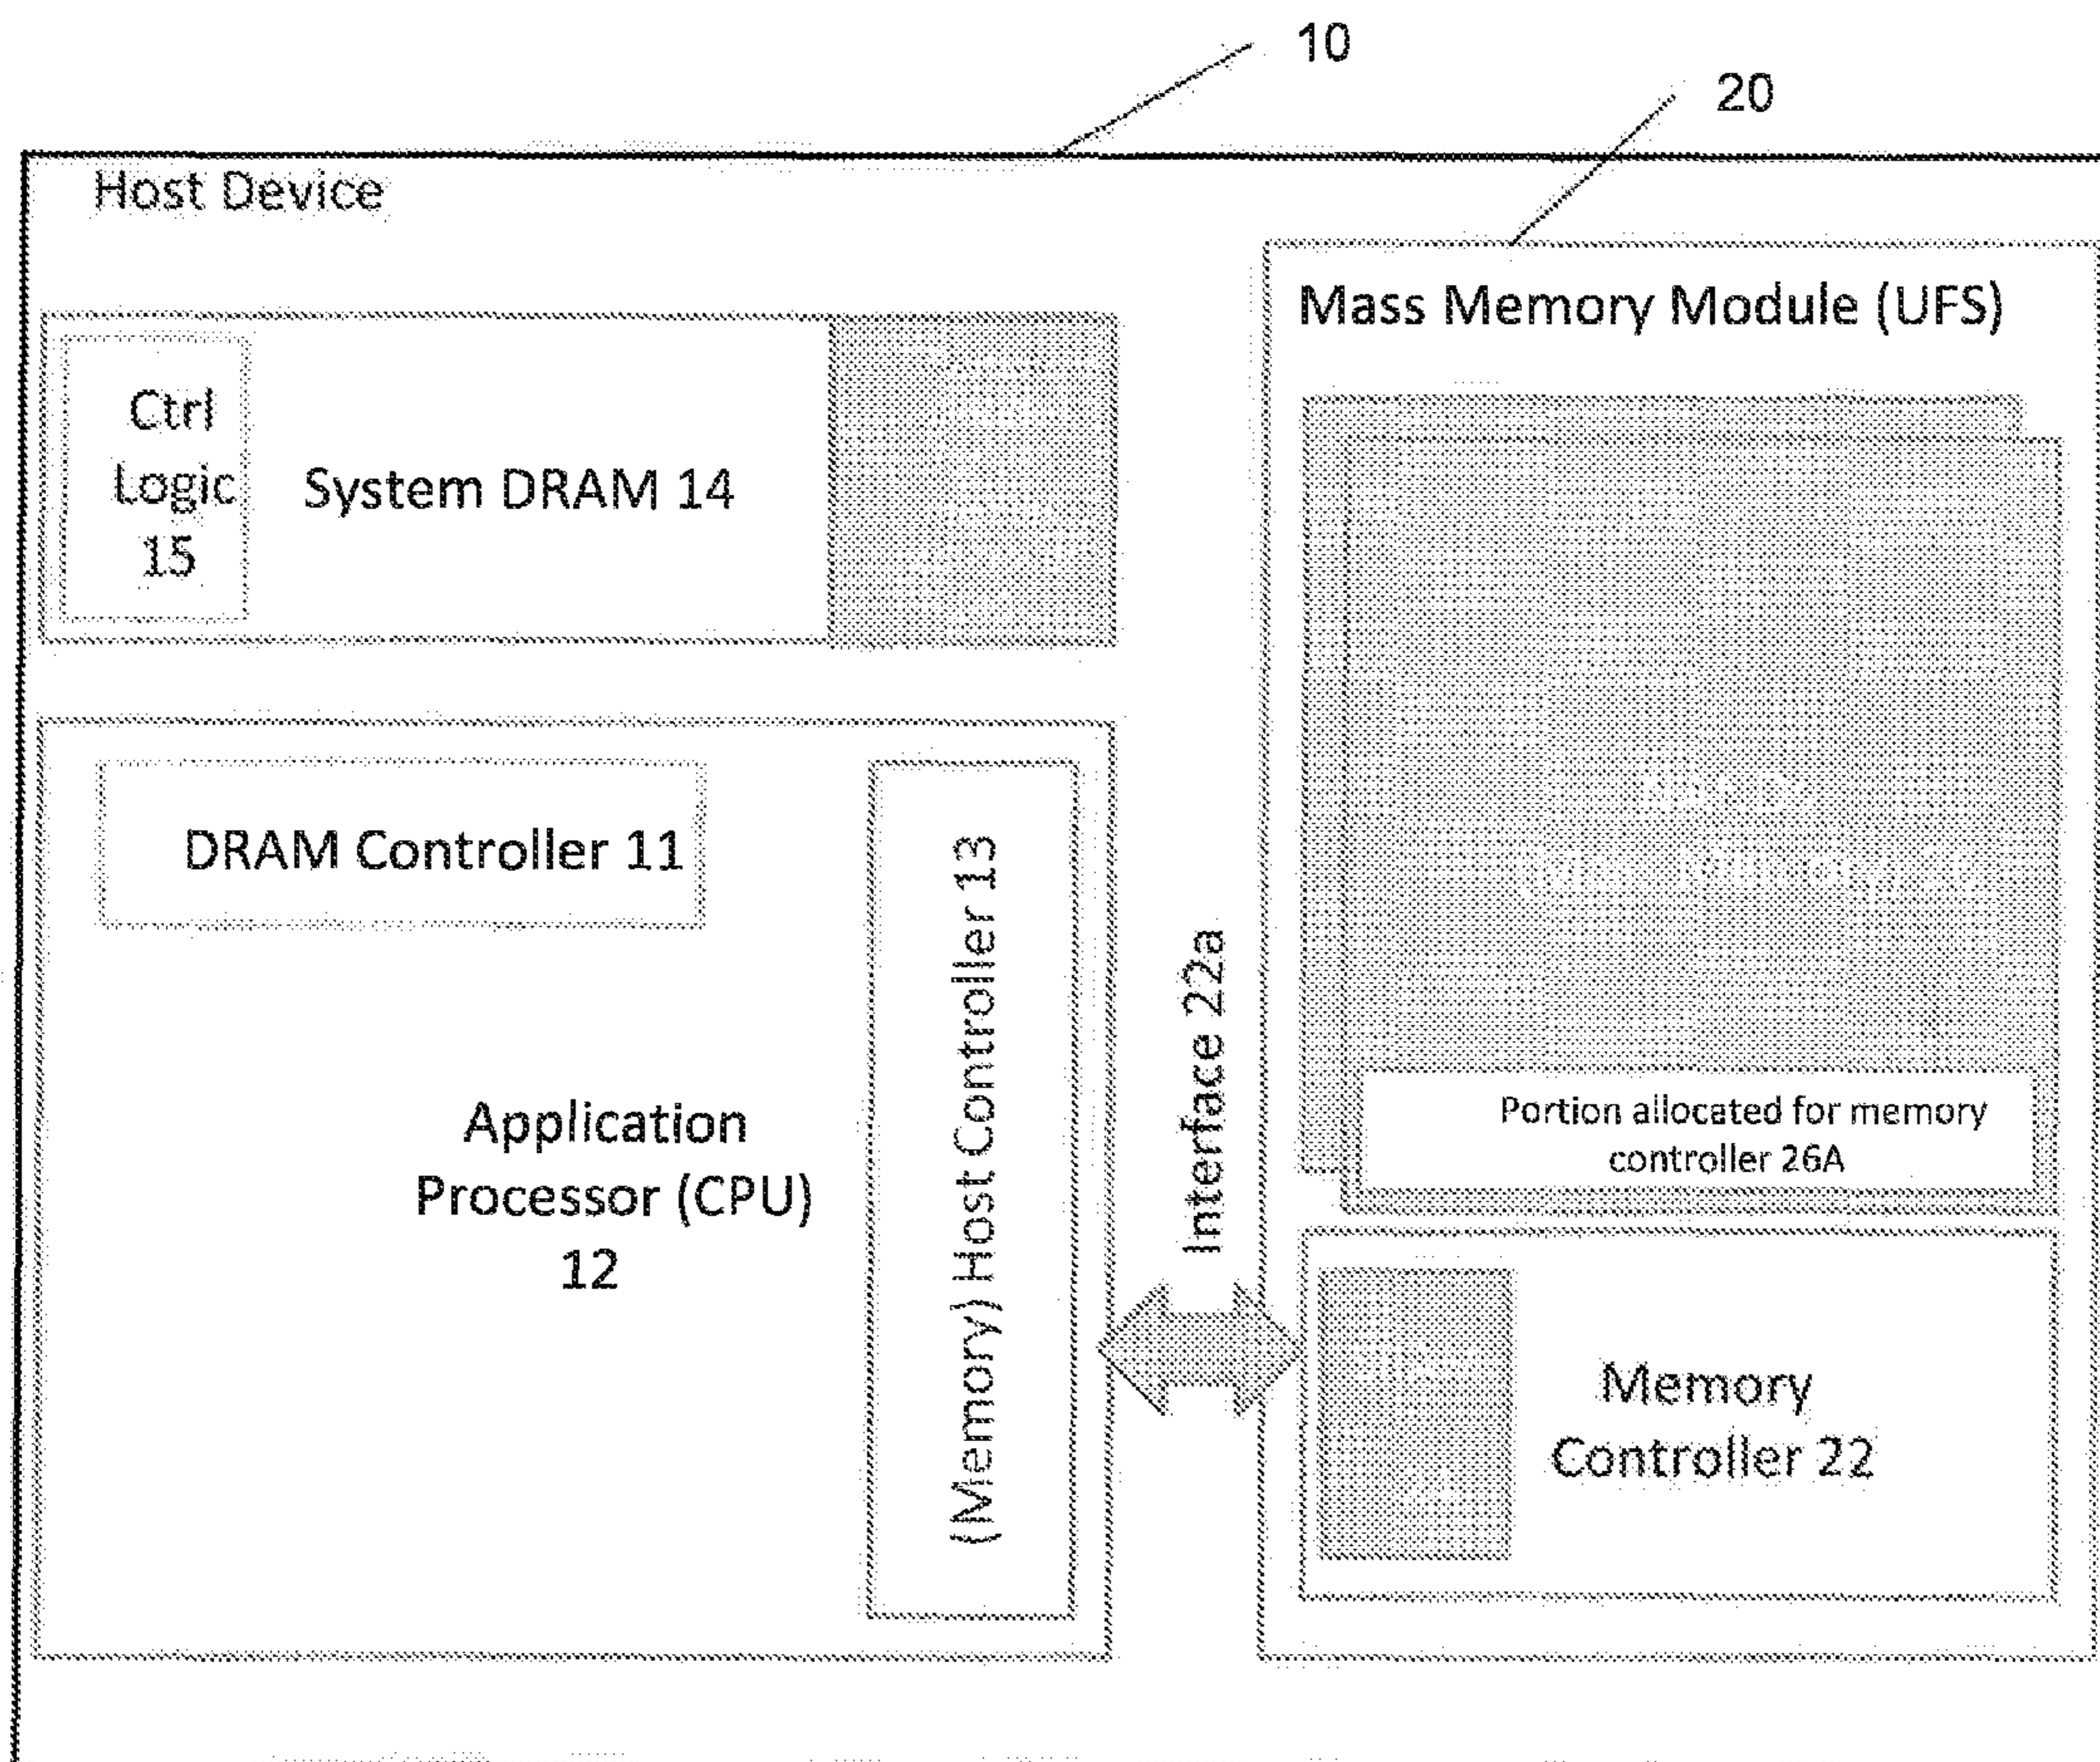 10
20
Host Device
Mass Memory Module (UFS)
Ctrl
Logic
15
System DRAM 14
DRAM Controller 11
(Memory) Host Controller 13
Application
Processor (CPU)
12
Interface 22a
Portion allocated for memory
controller 26A
Memory
Controller 22